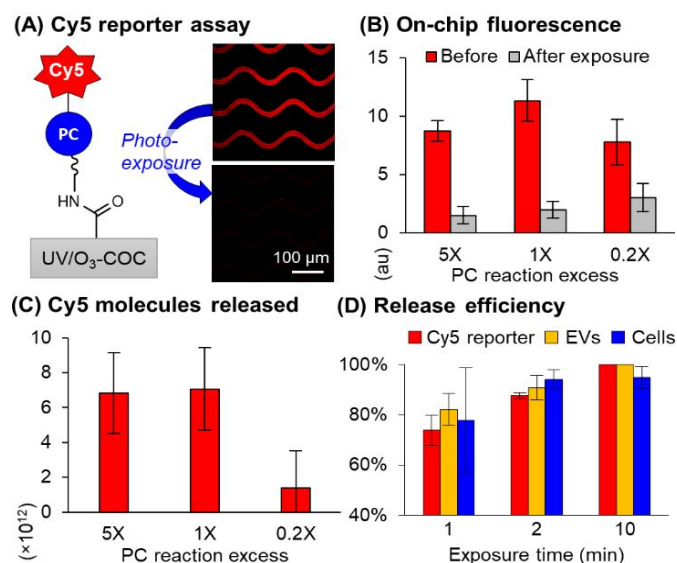 (A) Cy5 reporter assay
Cy5
PC
Photo-
exposure
HN
O
UV/O₃-COC
100 µm
(B) On-chip fluorescence
Before
After exposure
15
10
5
0
(au)
5X
1X
0.2X
PC reaction excess
(C) Cy5 molecules released
10
8
6
4
2
0
(×10¹²)
5X
1X
0.2X
PC reaction excess
(D) Release efficiency
Cy5 reporter
EVs
Cells
100%
80%
60%
40%
1
2
10
Exposure time (min)